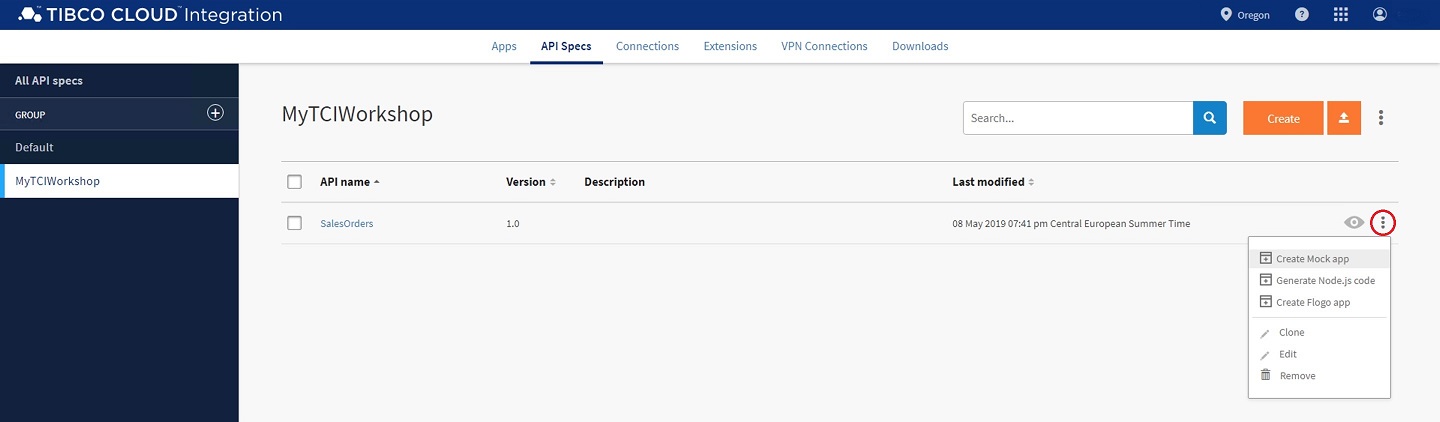 TIBCO CLOUD™ Integration
Oregon
?
Apps API Specs Connections Extensions VPN Connections Downloads
All API specs
GROUP
Default
MyTCIWorkshop
MyTCIWorkshop
Search...
Create
API name Version Description Last modified
SalesOrders 1.0 08 May 2019 07:41 pm Central European Summer Time
Create Mock app
Generate Node.js code
Create Flogo app
Clone
Edit
Remove